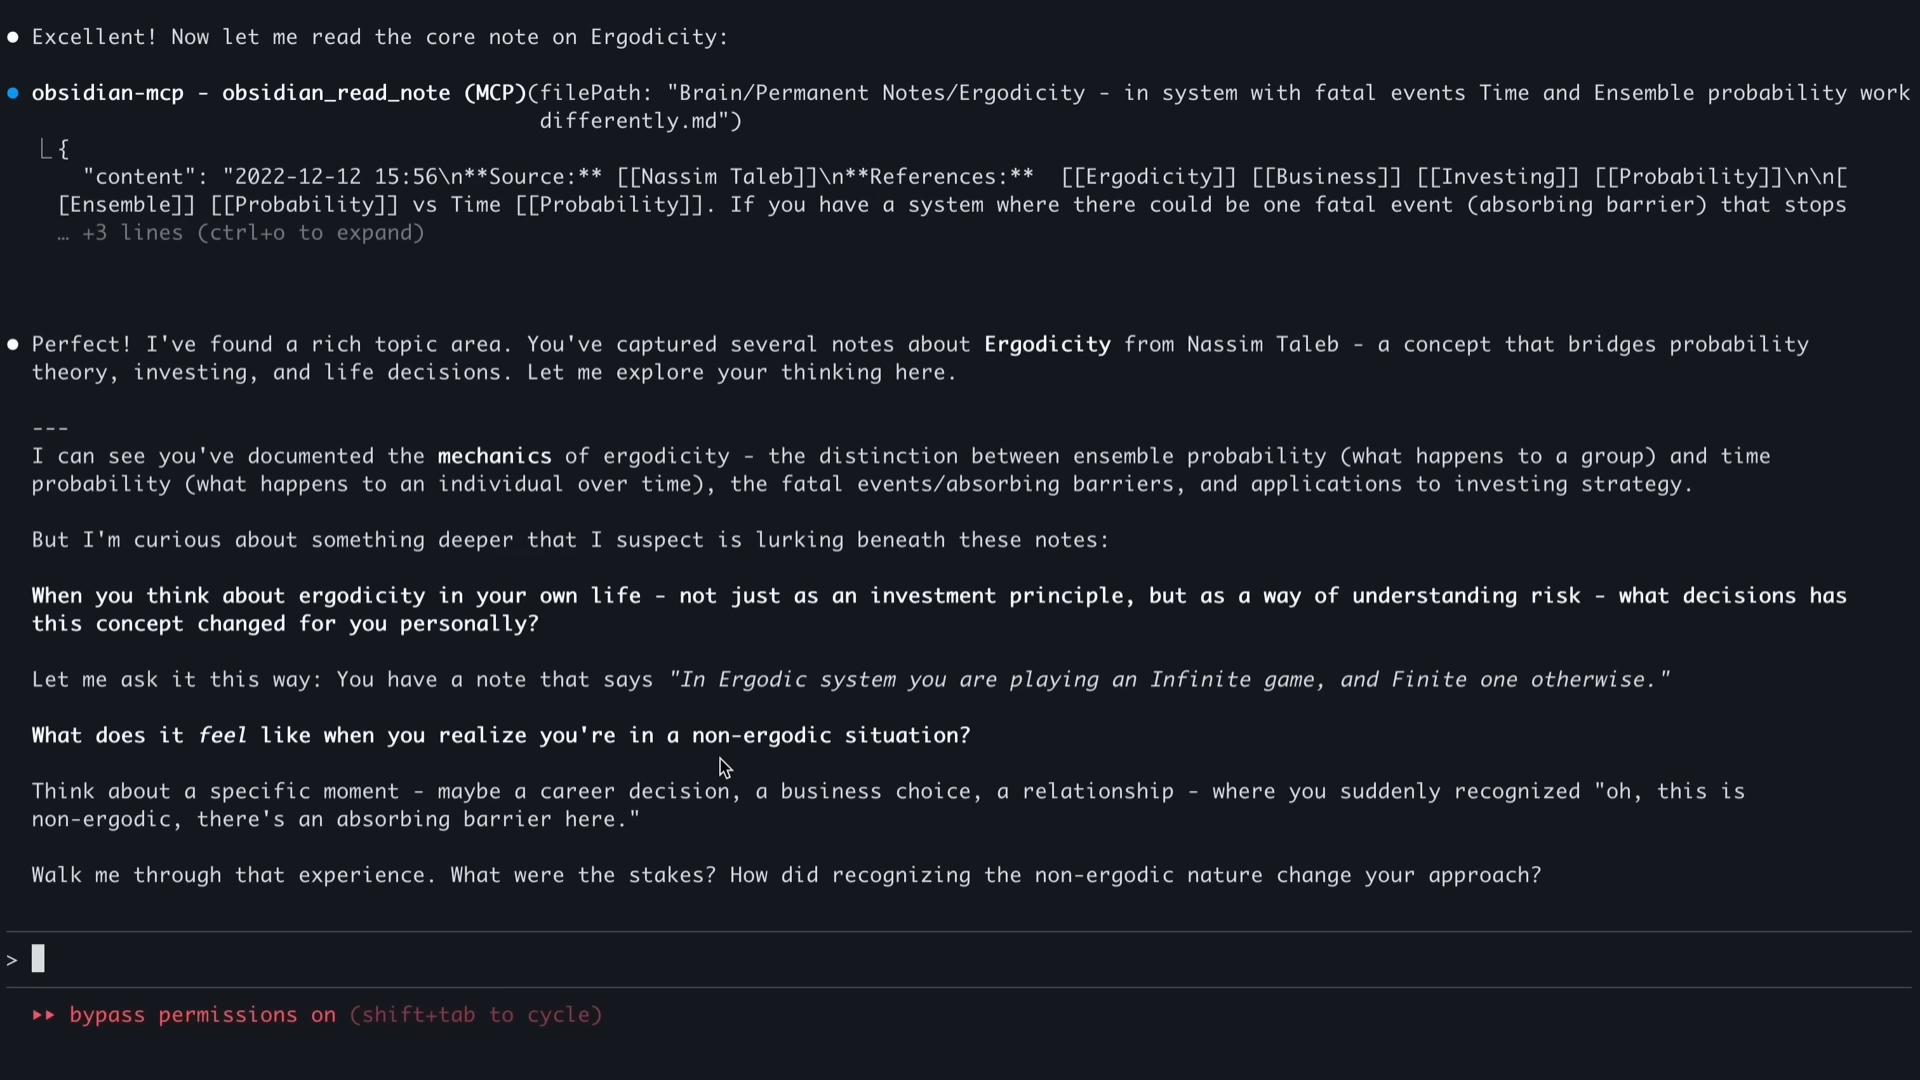 ● Excellent! Now let me read the core note on Ergodicity:
● obsidian-mcp - obsidian_read_note (MCP)(filePath: "Brain/Permanent Notes/Ergodicity - in system with fatal events Time and Ensemble probability work
differently.md")
⎿ {
"content": "2022-12-12 15:56\n**Source:** [[Nassim Taleb]]\n**References:**  [[Ergodicity]] [[Business]] [[Investing]] [[Probability]]\n\n[
[Ensemble]] [[Probability]] vs Time [[Probability]]. If you have a system where there could be one fatal event (absorbing barrier) that stops
… +3 lines (ctrl+o to expand)
● Perfect! I've found a rich topic area. You've captured several notes about Ergodicity from Nassim Taleb - a concept that bridges probability
theory, investing, and life decisions. Let me explore your thinking here.
---
I can see you've documented the mechanics of ergodicity - the distinction between ensemble probability (what happens to a group) and time
probability (what happens to an individual over time), the fatal events/absorbing barriers, and applications to investing strategy.
But I'm curious about something deeper that I suspect is lurking beneath these notes:
When you think about ergodicity in your own life - not just as an investment principle, but as a way of understanding risk - what decisions has
this concept changed for you personally?
Let me ask it this way: You have a note that says "In Ergodic system you are playing an Infinite game, and Finite one otherwise."
What does it feel like when you realize you're in a non-ergodic situation?
Think about a specific moment - maybe a career decision, a business choice, a relationship - where you suddenly recognized "oh, this is
non-ergodic, there's an absorbing barrier here."
Walk me through that experience. What were the stakes? How did recognizing the non-ergodic nature change your approach?
>
▸▸ bypass permissions on (shift+tab to cycle)